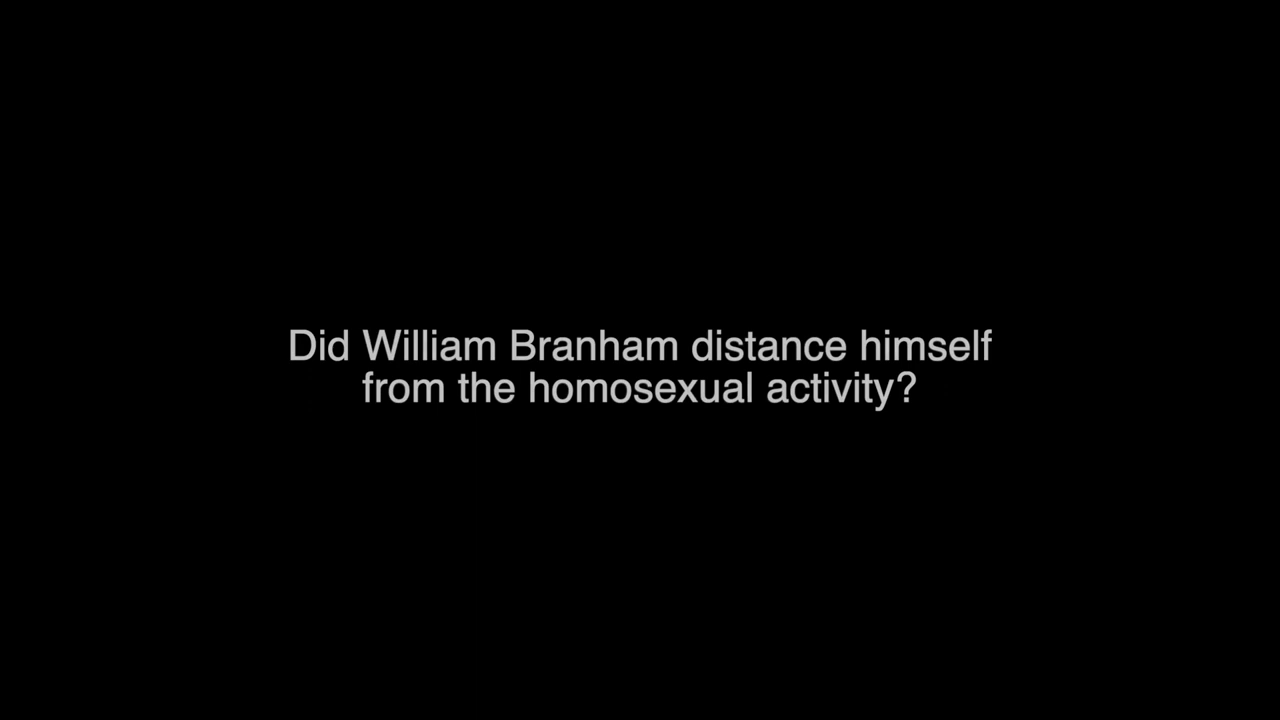 Did William Branham distance himself
from the homosexual activity?